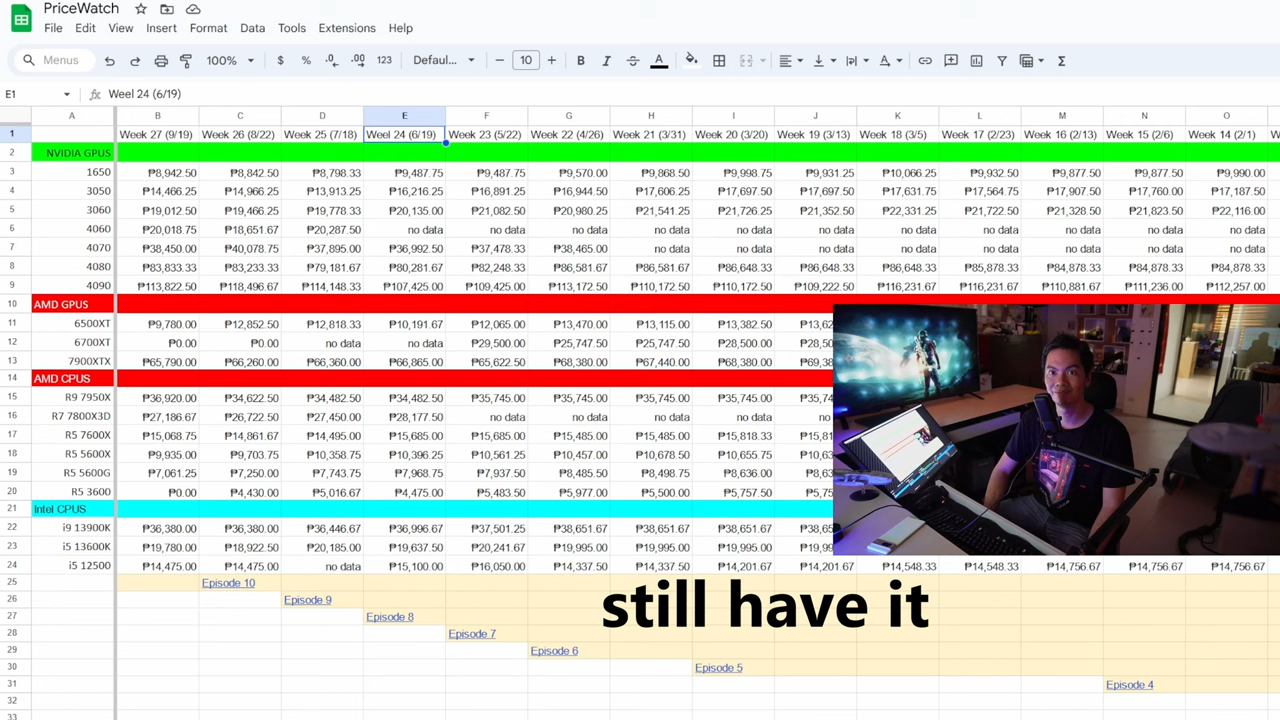 PriceWatch
File Edit View Insert Format Data Tools Extensions Help
Menus 100% $ % .0 .00 123 Defaul... 10 B I A
E1 fx Weel 24 (6/19)
A B C D E F G H I J K L M N O
1 Week 27 (9/19) Week 26 (8/22) Week 25 (7/18) Weel 24 (6/19) Week 23 (5/22) Week 22 (4/26) Week 21 (3/31) Week 20 (3/20) Week 19 (3/13) Week 18 (3/5) Week 17 (2/23) Week 16 (2/13) Week 15 (2/6) Week 14 (2/1) W
2 NVIDIA GPUS
3 1650 ₱8,942.50 ₱8,842.50 ₱8,798.33 ₱9,487.75 ₱9,487.75 ₱9,570.00 ₱9,868.50 ₱9,998.75 ₱9,931.25 ₱10,066.25 ₱9,932.50 ₱9,877.50 ₱9,877.50 ₱9,990.00
4 3050 ₱14,466.25 ₱14,966.25 ₱13,913.25 ₱16,216.25 ₱16,891.25 ₱16,944.50 ₱17,606.25 ₱17,697.50 ₱17,697.50 ₱17,631.75 ₱17,564.75 ₱17,907.50 ₱17,760.00 ₱17,187.50
5 3060 ₱19,012.50 ₱19,466.25 ₱19,778.33 ₱20,135.00 ₱21,082.50 ₱20,980.25 ₱21,541.25 ₱21,726.25 ₱21,352.50 ₱22,331.25 ₱21,722.50 ₱21,328.50 ₱21,823.50 ₱22,116.00
6 4060 ₱20,018.75 ₱18,651.67 ₱20,287.50 no data no data no data no data no data no data no data no data no data no data no data
7 4070 ₱38,450.00 ₱40,078.75 ₱37,895.00 ₱36,992.50 ₱37,478.33 ₱38,465.00 no data no data no data no data no data no data no data no data
8 4080 ₱83,833.33 ₱83,233.33 ₱79,181.67 ₱80,281.67 ₱82,248.33 ₱86,581.67 ₱86,581.67 ₱86,648.33 ₱86,648.33 ₱86,648.33 ₱85,878.33 ₱84,878.33 ₱84,878.33 ₱84,878.33
9 4090 ₱113,822.50 ₱118,496.67 ₱114,148.33 ₱107,425.00 ₱109,425.00 ₱113,172.50 ₱110,172.50 ₱110,172.50 ₱109,222.50 ₱116,231.67 ₱116,231.67 ₱110,881.67 ₱111,236.00 ₱112,257.00
10 AMD GPUS
11 6500XT ₱9,780.00 ₱12,852.50 ₱12,818.33 ₱10,191.67 ₱12,065.00 ₱13,470.00 ₱13,115.00 ₱13,382.50 ₱13,62
12 6700XT ₱0.00 ₱0.00 no data no data ₱29,500.00 ₱25,747.50 ₱25,747.50 ₱28,500.00 ₱28,50
13 7900XTX ₱65,790.00 ₱66,260.00 ₱66,360.00 ₱66,865.00 ₱65,622.50 ₱68,380.00 ₱67,440.00 ₱68,380.00 ₱69,38
14 AMD CPUS
15 R9 7950X ₱36,920.00 ₱34,622.50 ₱34,482.50 ₱34,482.50 ₱35,745.00 ₱35,745.00 ₱35,745.00 ₱35,745.00 ₱35,74
16 R7 7800X3D ₱27,186.67 ₱26,722.50 ₱27,450.00 ₱28,177.50 no data no data no data no data no
17 R5 7600X ₱15,068.75 ₱14,861.67 ₱14,495.00 ₱15,685.00 ₱15,685.00 ₱15,485.00 ₱15,485.00 ₱15,818.33 ₱15,81
18 R5 5600X ₱9,935.00 ₱9,703.75 ₱10,358.75 ₱10,396.25 ₱10,561.25 ₱10,457.00 ₱10,678.50 ₱10,655.75 ₱10,63
19 R5 5600G ₱7,061.25 ₱7,250.00 ₱7,743.75 ₱7,968.75 ₱7,937.50 ₱8,485.50 ₱8,498.75 ₱8,636.00 ₱8,5
20 R5 3600 ₱0.00 ₱4,430.00 ₱5,016.67 ₱4,475.00 ₱5,483.50 ₱5,977.00 ₱5,500.00 ₱5,757.50 ₱5,75
21 Intel CPUS
22 i9 13900K ₱36,380.00 ₱36,380.00 ₱36,446.67 ₱36,996.67 ₱37,501.25 ₱38,651.67 ₱38,651.67 ₱38,651.67 ₱38,65
23 i5 13600K ₱19,780.00 ₱18,922.50 ₱20,185.00 ₱19,637.50 ₱20,241.67 ₱19,995.00 ₱19,995.00 ₱19,995.00 ₱19,99
24 i5 12500 ₱14,475.00 ₱14,475.00 no data ₱15,100.00 ₱16,050.00 ₱14,337.50 ₱14,337.50 ₱14,201.67 ₱14,201.67 ₱14,548.33 ₱14,548.33 ₱14,756.67 ₱14,756.67 ₱14,756.67
25 Episode 10
26 Episode 9
27 Episode 8
still have it
28 Episode 7
29 Episode 6
30 Episode 5
31 Episode 4
32
33